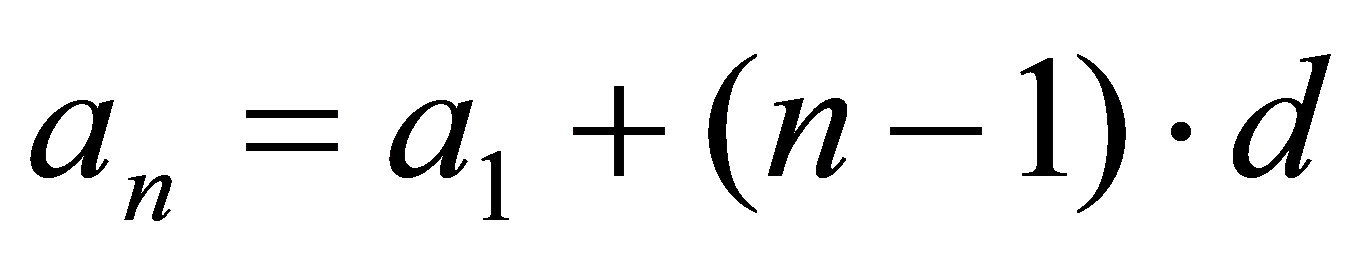 aₙ = a₁ + (n − 1) · d